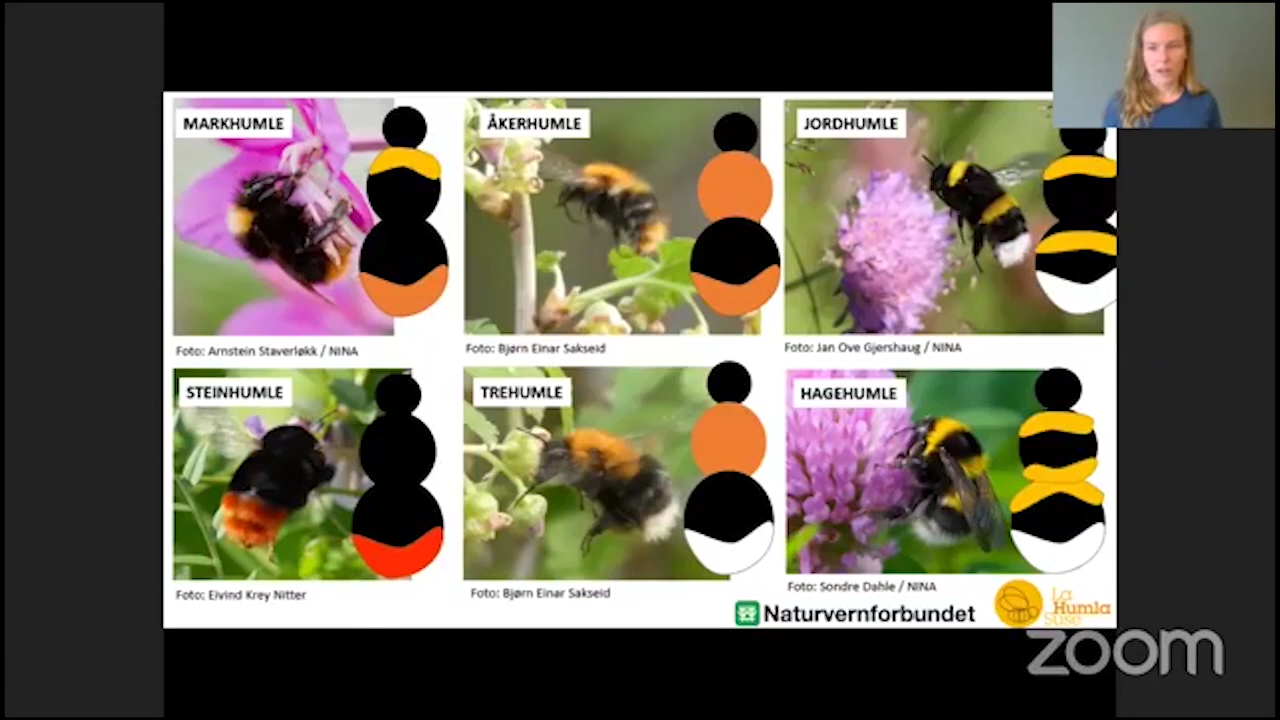 MARKHUMLE
ÅKERHUMLE
JORDHUMLE
Foto: Arnstein Staverløkk / NINA
Foto: Bjørn Einar Sakseid
Foto: Jan Ove Gjershaug / NINA
STEINHUMLE
TREHUMLE
HAGEHUMLE
Foto: Eivind Krey Nitter
Foto: Bjørn Einar Sakseid
Foto: Sondre Dahle / NINA
Naturvernforbundet
La
Humla
Suse
zoom